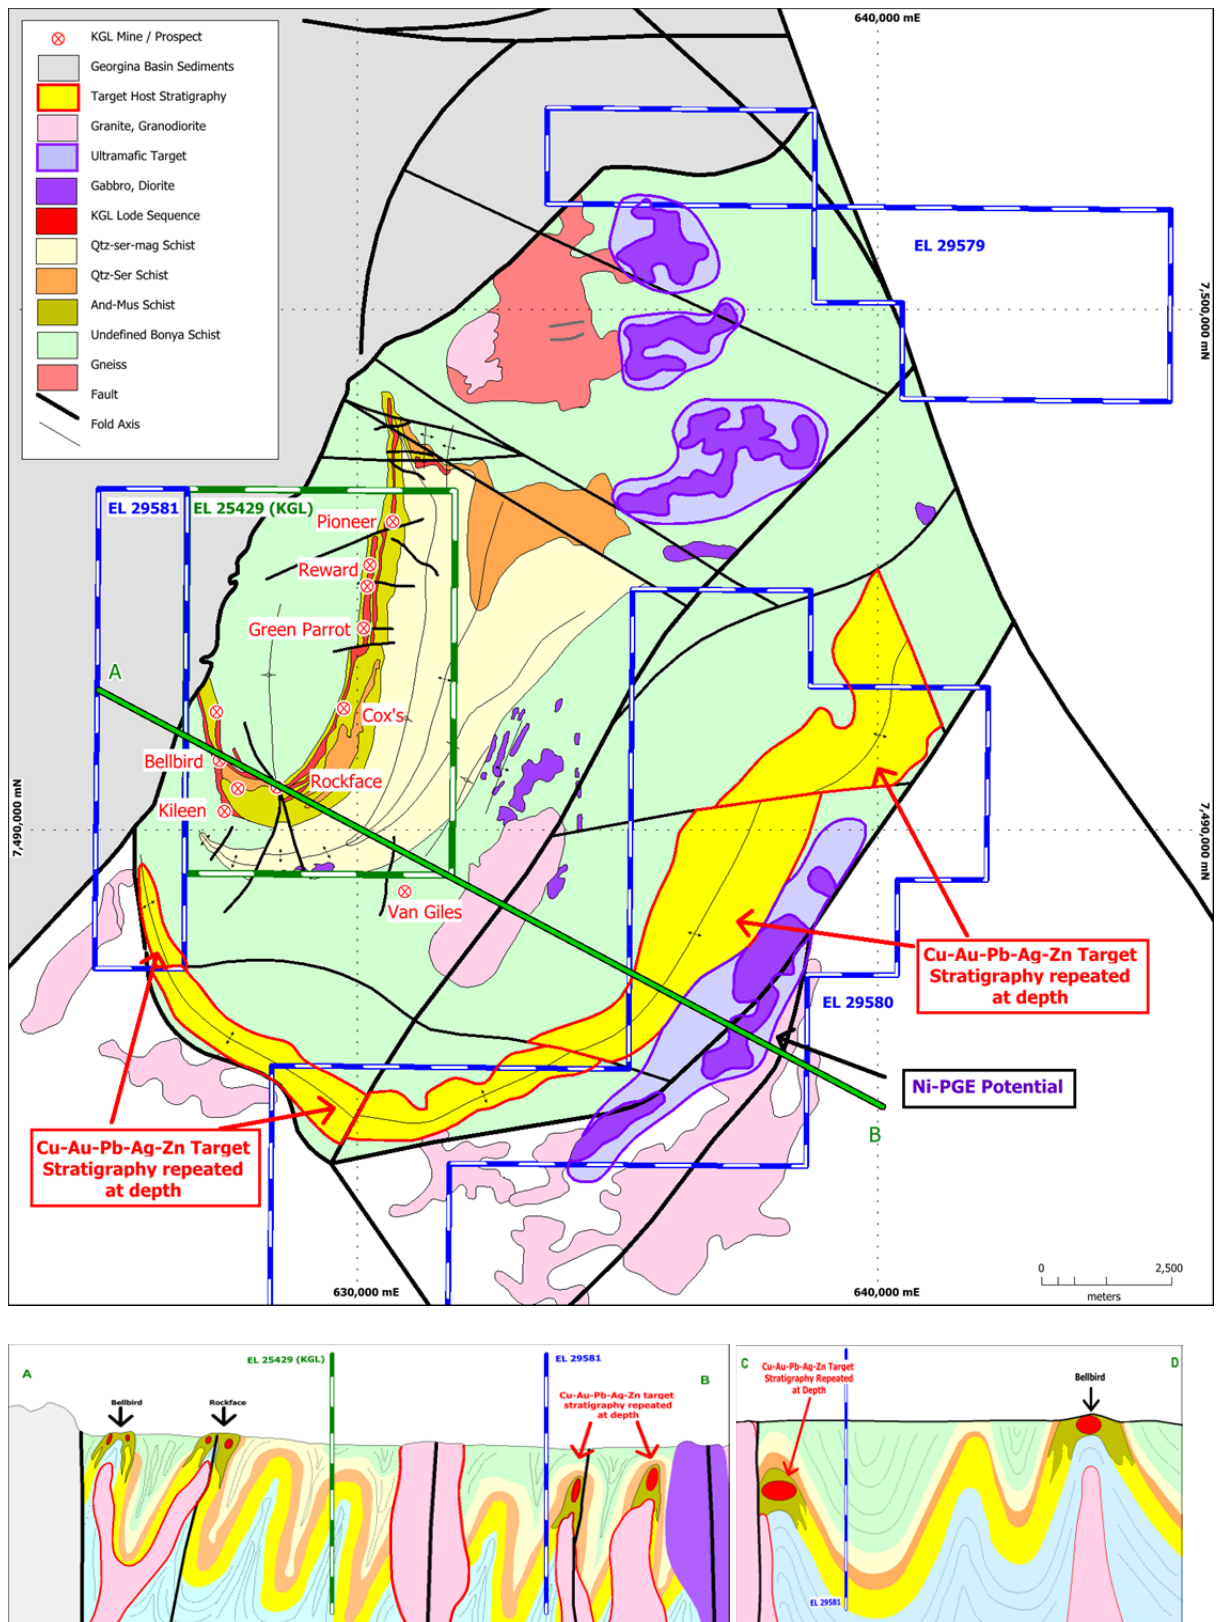 640,000 mE
KGL Mine / Prospect
Georgina Basin Sediments
Target Host Stratigraphy
Granite, Granodiorite
Ultramafic Target
Gabbro, Diorite
KGL Lode Sequence
Qtz-ser-mag Schist
Qtz-Ser Schist
And-Mus Schist
Undefined Bonya Schist
Gneiss
Fault
Fold Axis
EL 29579
7,500,000 mN
EL 29581
EL 25429 (KGL)
Pioneer
Reward
Green Parrot
A
Cox's
Bellbird
Rockface
Kileen
7,490,000 mN
7,490,000 mN
Van Giles
Cu-Au-Pb-Ag-Zn Target
Stratigraphy repeated
at depth
EL 29580
Ni-PGE Potential
B
Cu-Au-Pb-Ag-Zn Target
Stratigraphy repeated
at depth
0
2,500
meters
630,000 mE
640,000 mE
A
EL 25429 (KGL)
EL 29581
B
Bellbird
Rockface
Cu-Au-Pb-Ag-Zn target
stratigraphy repeated
at depth
C
D
Cu-Au-Pb-Ag-Zn Target
Stratigraphy Repeated
at Depth
Bellbird
EL 29581